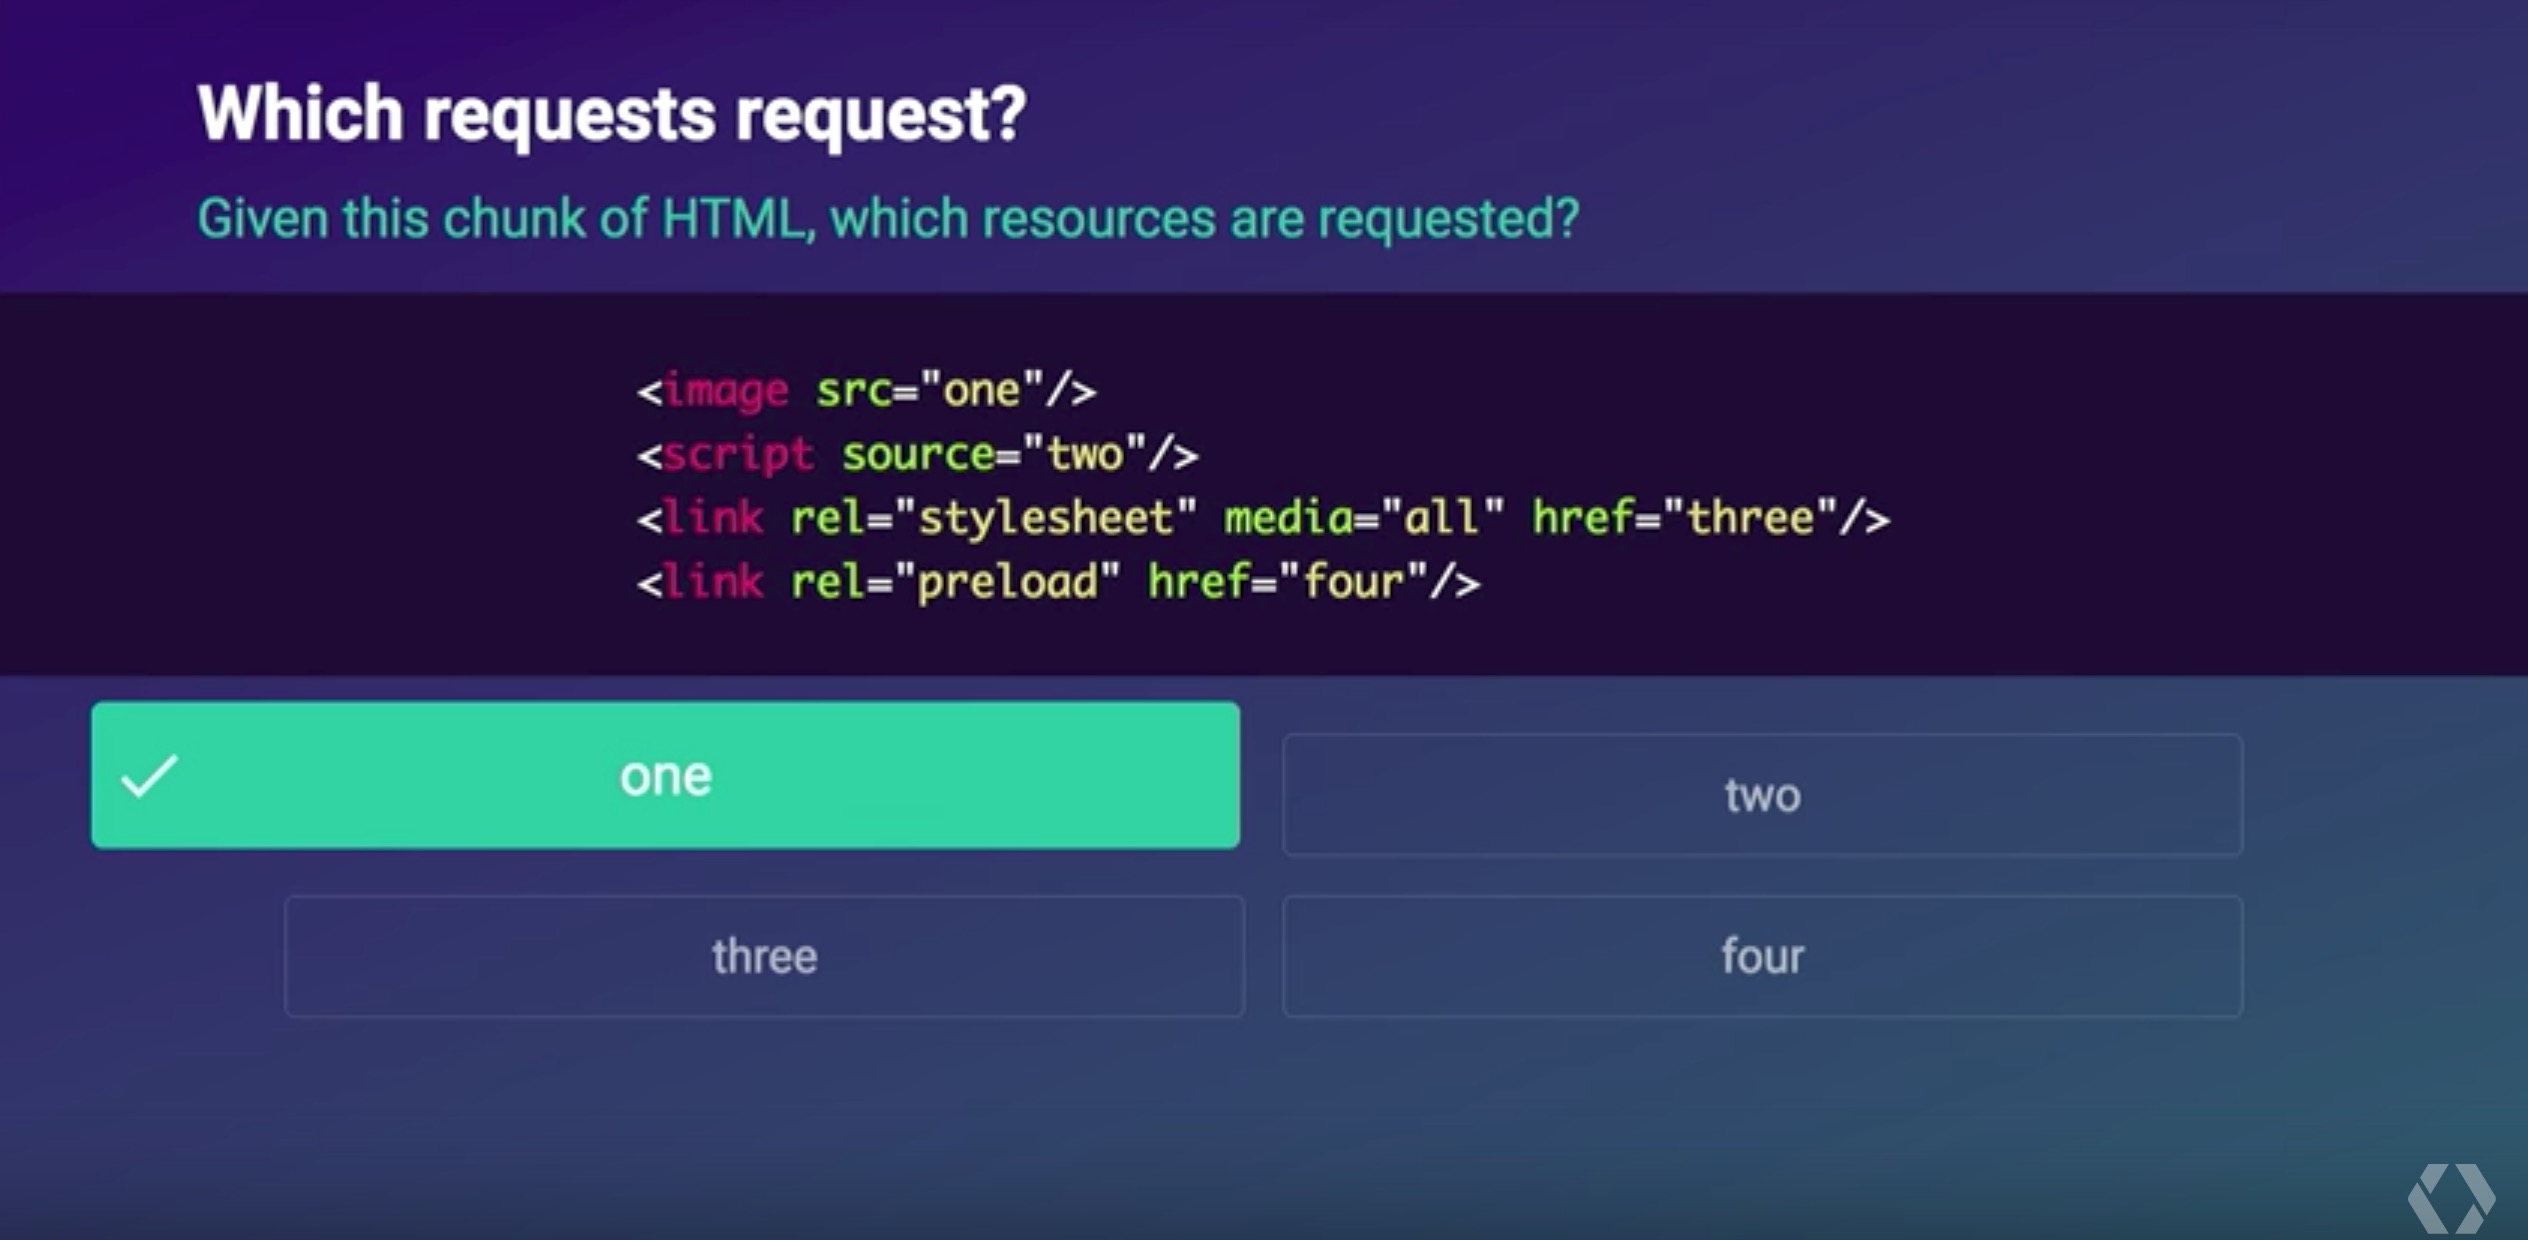 Which requests request?
Given this chunk of HTML, which resources are requested?
<image src="one"/>
<script source="two"/>
<link rel="stylesheet" media="all" href="three"/>
<link rel="preload" href="four"/>
one
two
three
four